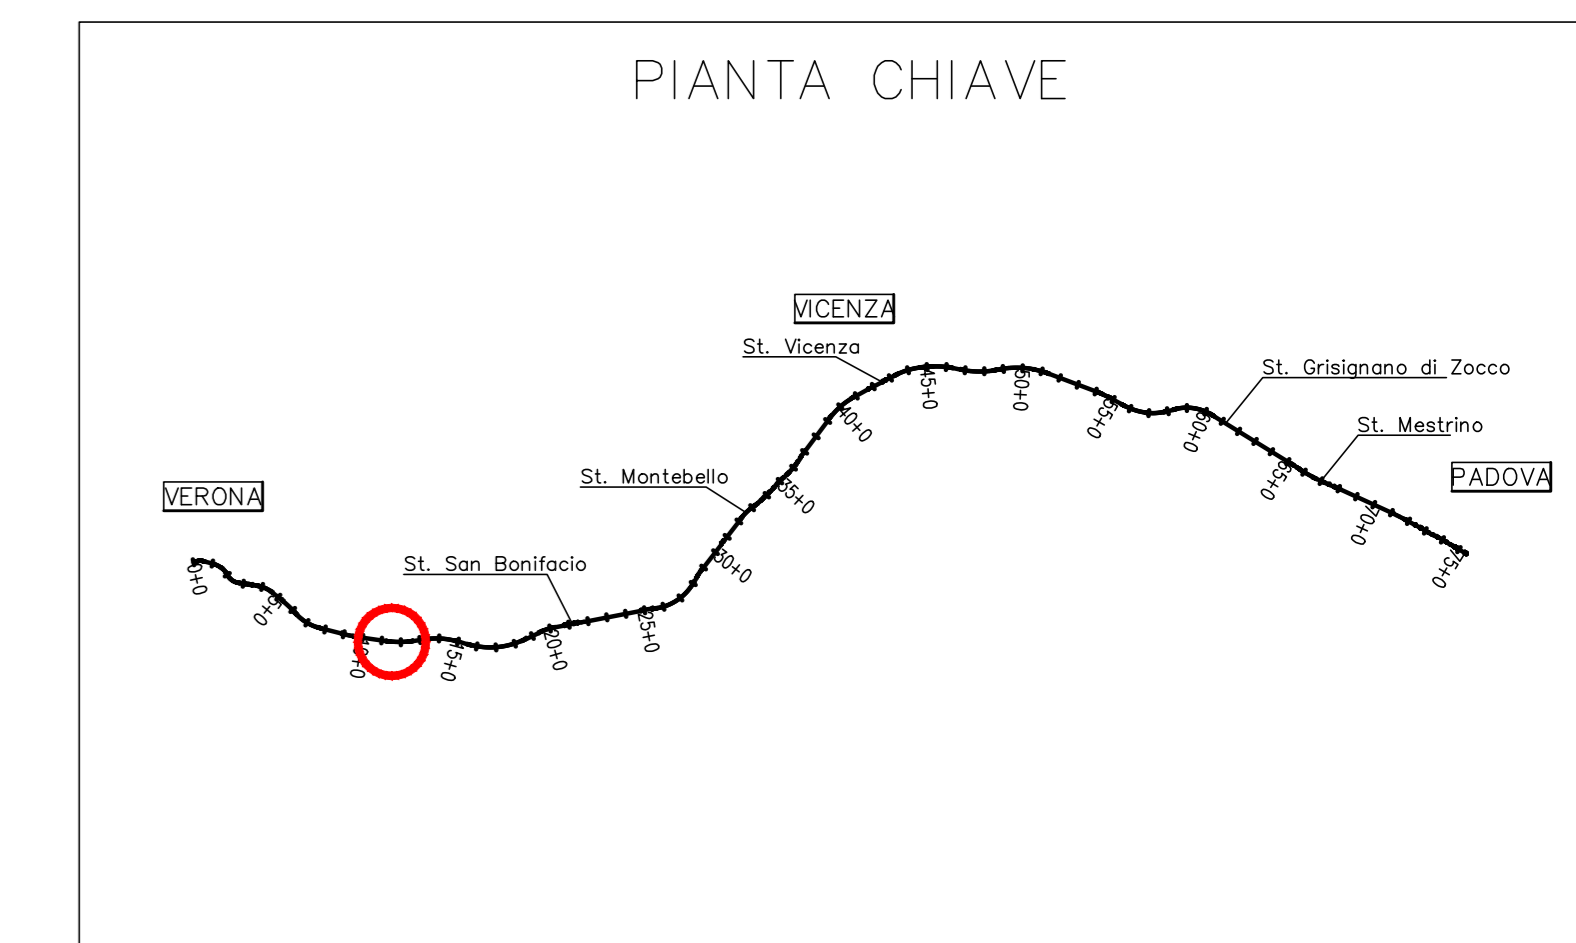 PIANTA CHIAVE
VICENZA
St. Vicenza
St. Grisignano di Zocco
St. Mestrino
PADOVA
St. Montebello
VERONA
St. San Bonifacio
0+0
5+0
10+0
15+0
20+0
25+0
30+0
35+0
40+0
45+0
50+0
55+0
60+0
65+0
70+0
75+0